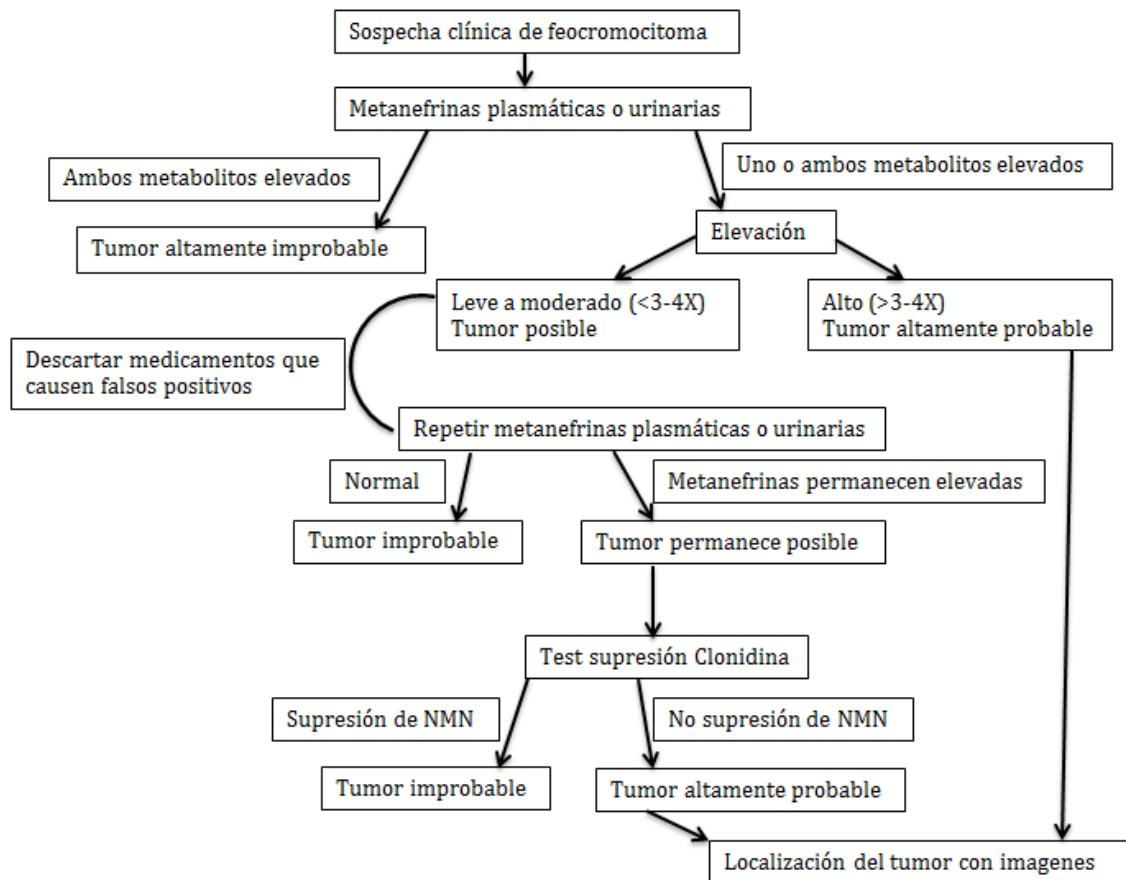 Sospecha clínica de feocromocitoma
Metanefrinas plasmáticas o urinarias
Ambos metabolitos elevados
Uno o ambos metabolitos elevados
Tumor altamente improbable
Elevación
Leve a moderado (<3-4X)
Tumor posible
Alto (>3-4X)
Tumor altamente probable
Descartar medicamentos que
causen falsos positivos
Repetir metanefrinas plasmáticas o urinarias
Normal
Metanefrinas permanecen elevadas
Tumor improbable
Tumor permanece posible
Test supresión Clonidina
Supresión de NMN
No supresión de NMN
Tumor improbable
Tumor altamente probable
Localización del tumor con imagenes